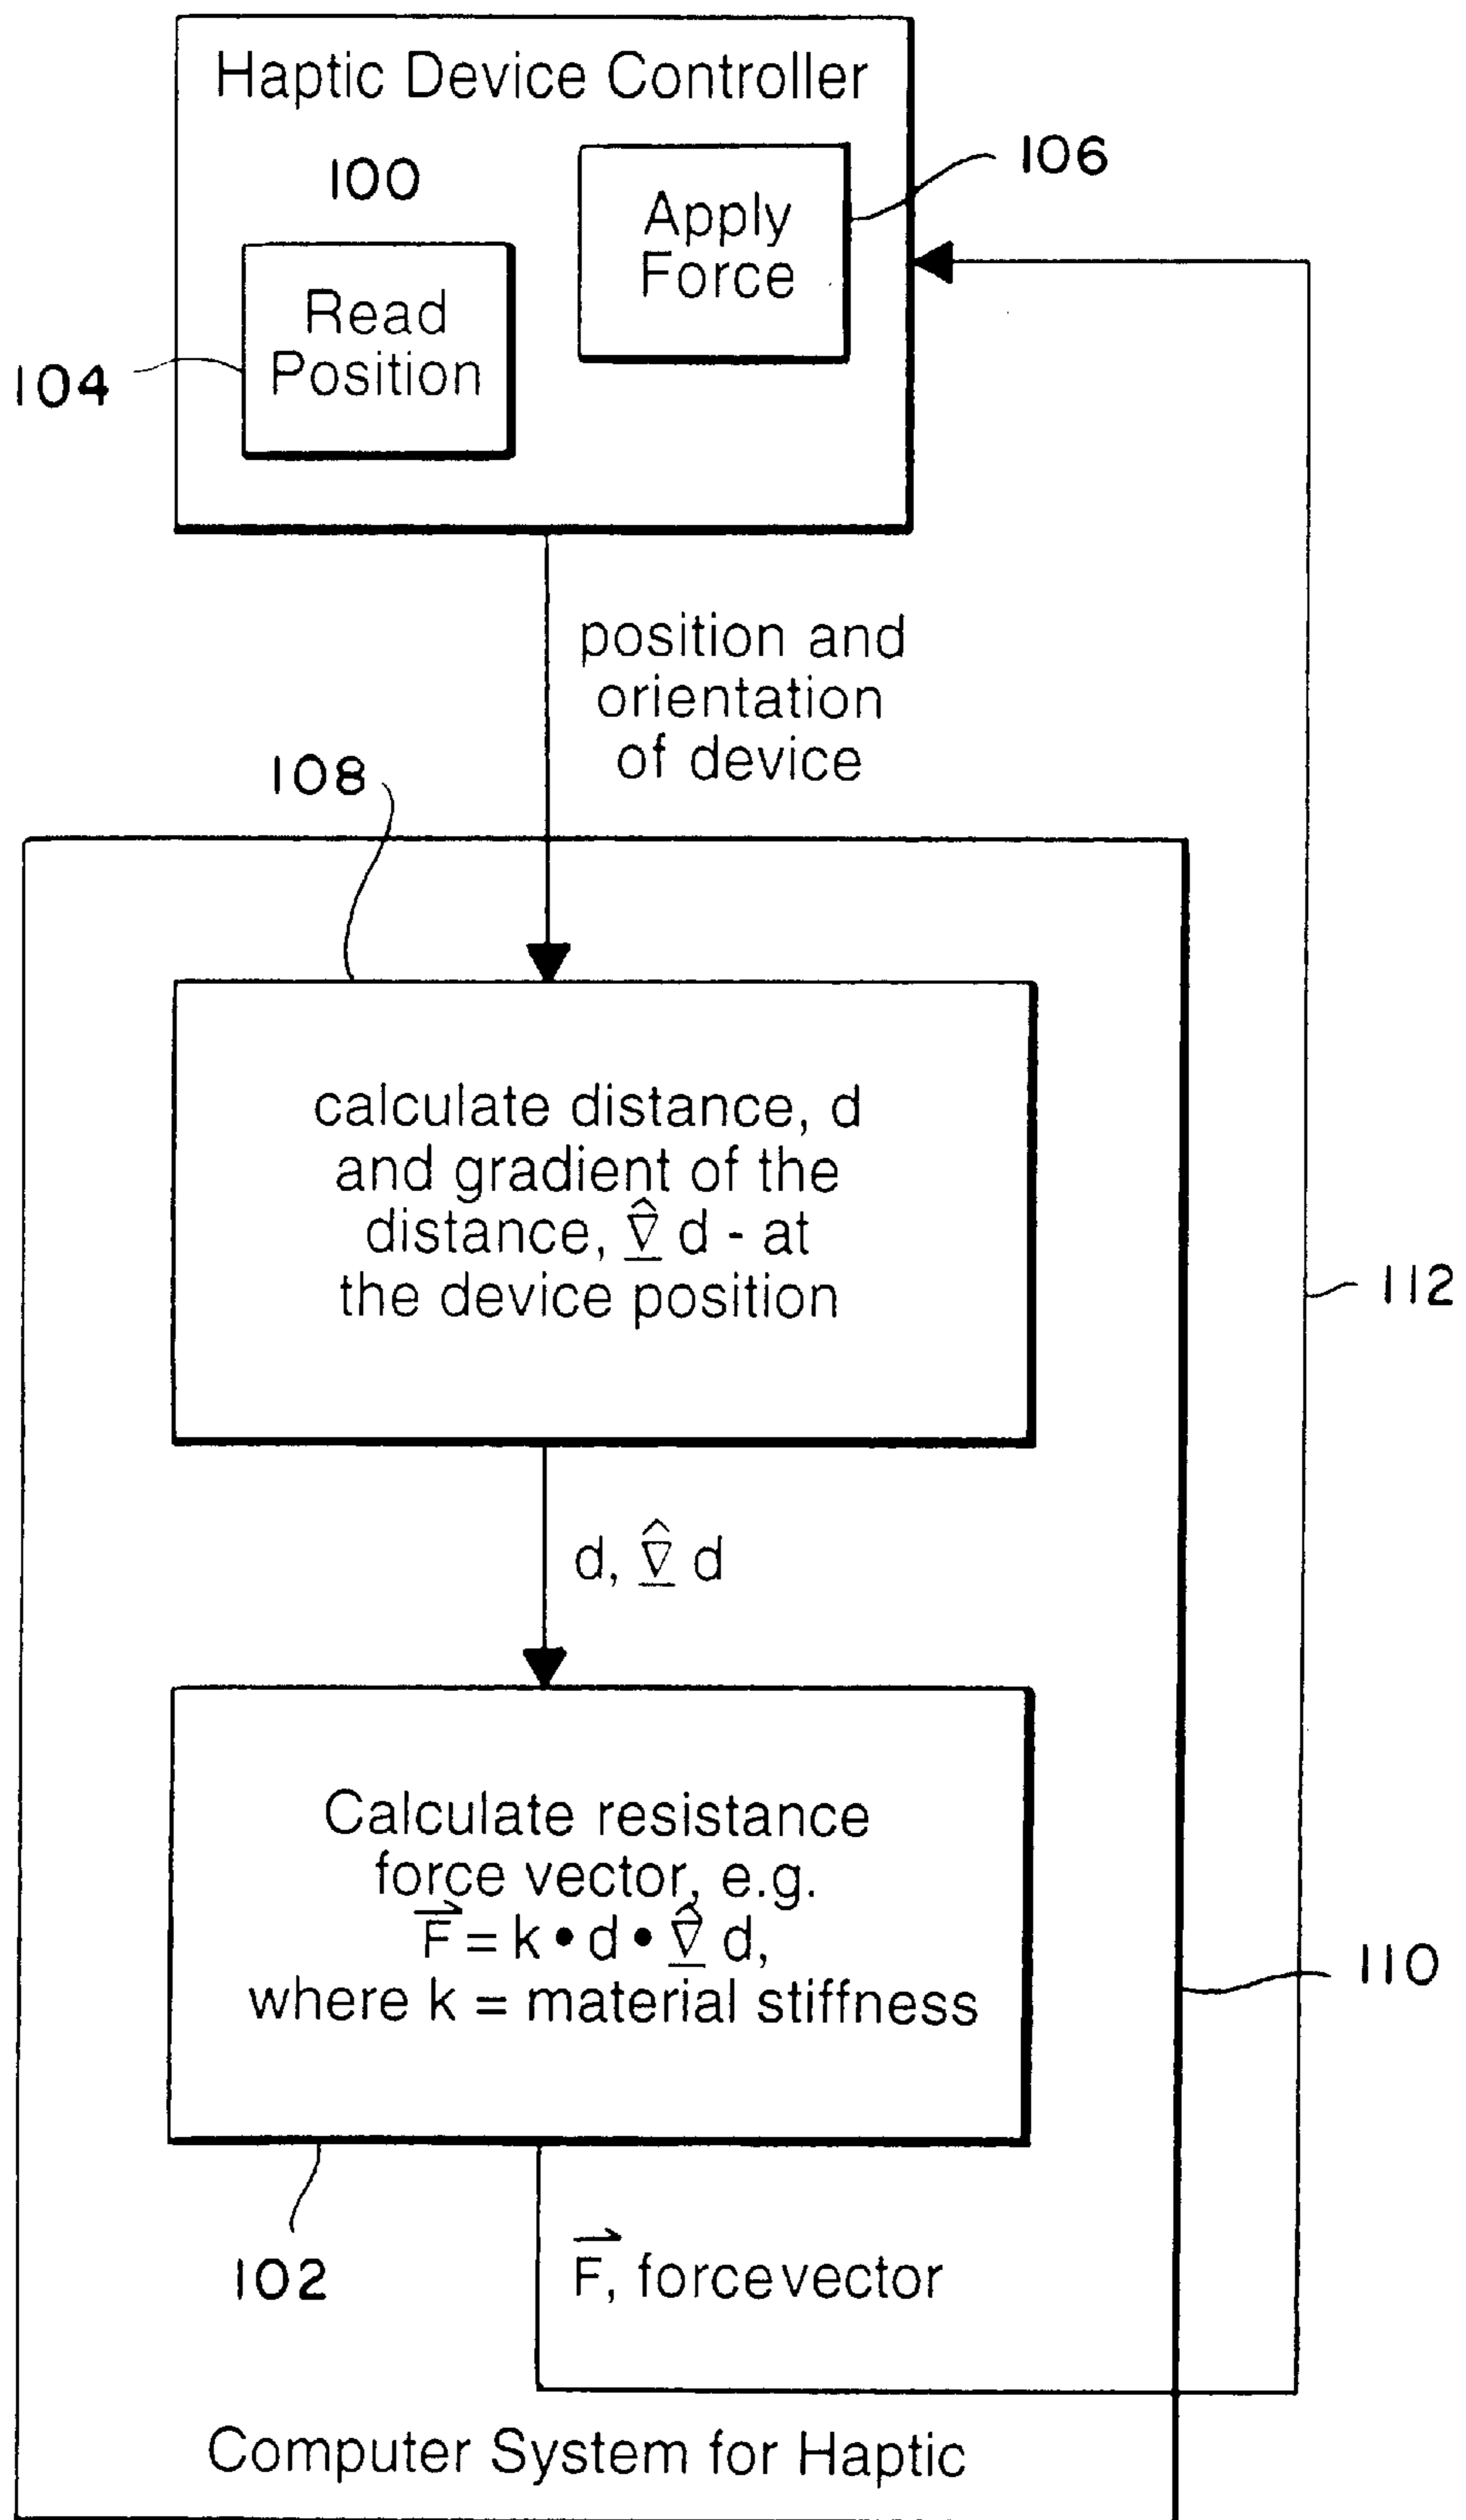 Haptic Device Controller
100
106
Apply
Force
Read
Position
104
position and
orientation
of device
108
calculate distance, d
and gradient of the
distance, ∇̲̂ d - at
the device position
112
d, ∇̲̂ d
Calculate resistance
force vector, e.g.
F⃗ = k • d • ∇̲̂ d,
where k = material stiffness
110
102
F⃗, force vector
Computer System for Haptic